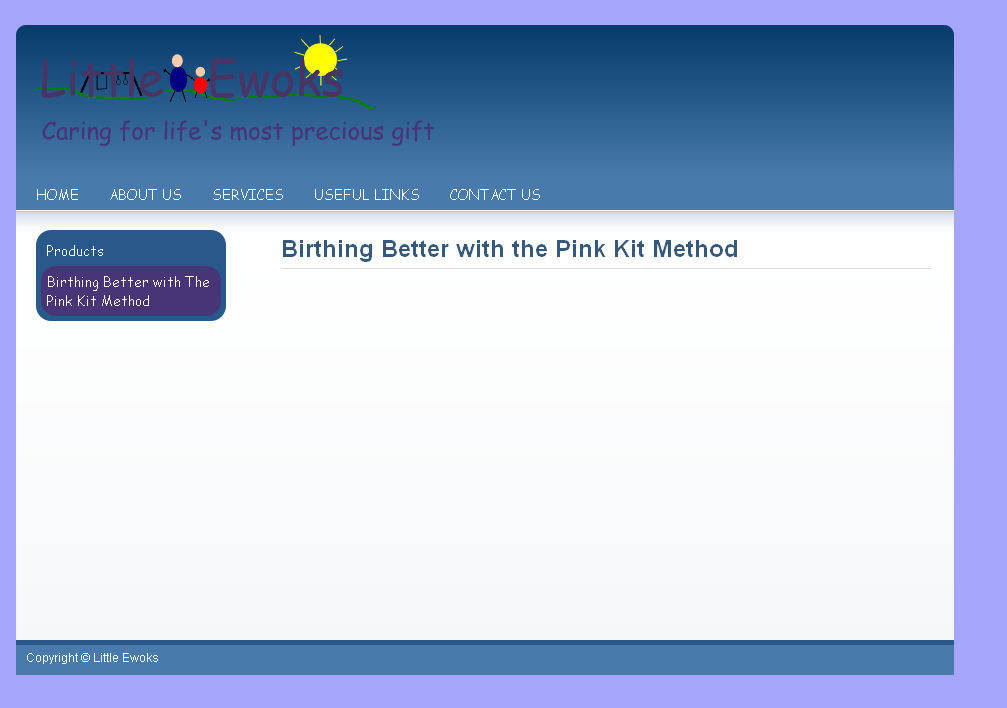 Little Ewoks
Caring for life's most precious gift
HOME ABOUT US SERVICES USEFUL LINKS CONTACT US
Products
Birthing Better with The
Pink Kit Method
Birthing Better with the Pink Kit Method
Copyright © Little Ewoks